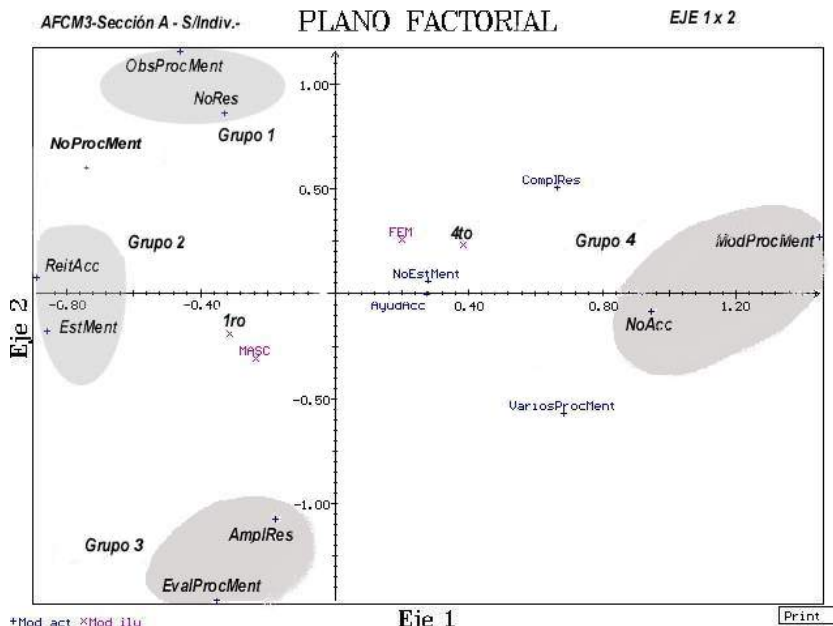 AFCM3-Sección A - S/Indiv.- PLANO FACTORIAL EJE 1 x 2
ObsProcMent
1.00
NoRes
Grupo 1
NoProcMent
ComplRes
0.50
FEM 4to Grupo 4 ModProcMent
Grupo 2
ReitAcc NoEstMent
-0.80 -0.40 AyudAcc 0.40 0.80 1.20
EstMent 1ro NoAcc
Eje 2
MASC
-0.50
VariosProcMent
-1.00
AmplRes
Grupo 3
EvalProcMent
+Mod act ×Mod ilu Eje 1 Print